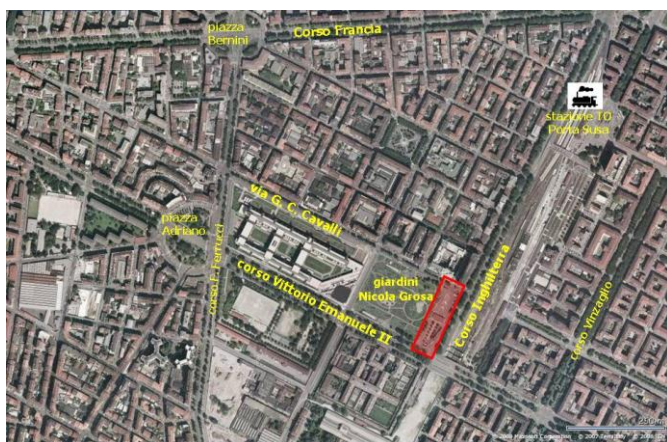 piazza
Bernini
Corso Francia
stazione TO
Porta Susa
via G. C. Cavalli
piazza
Adriano
corso F. Ferrucci
giardini
Nicola Grosa
corso Vittorio Emanuele II
Corso Inghilterra
corso Vinzaglio